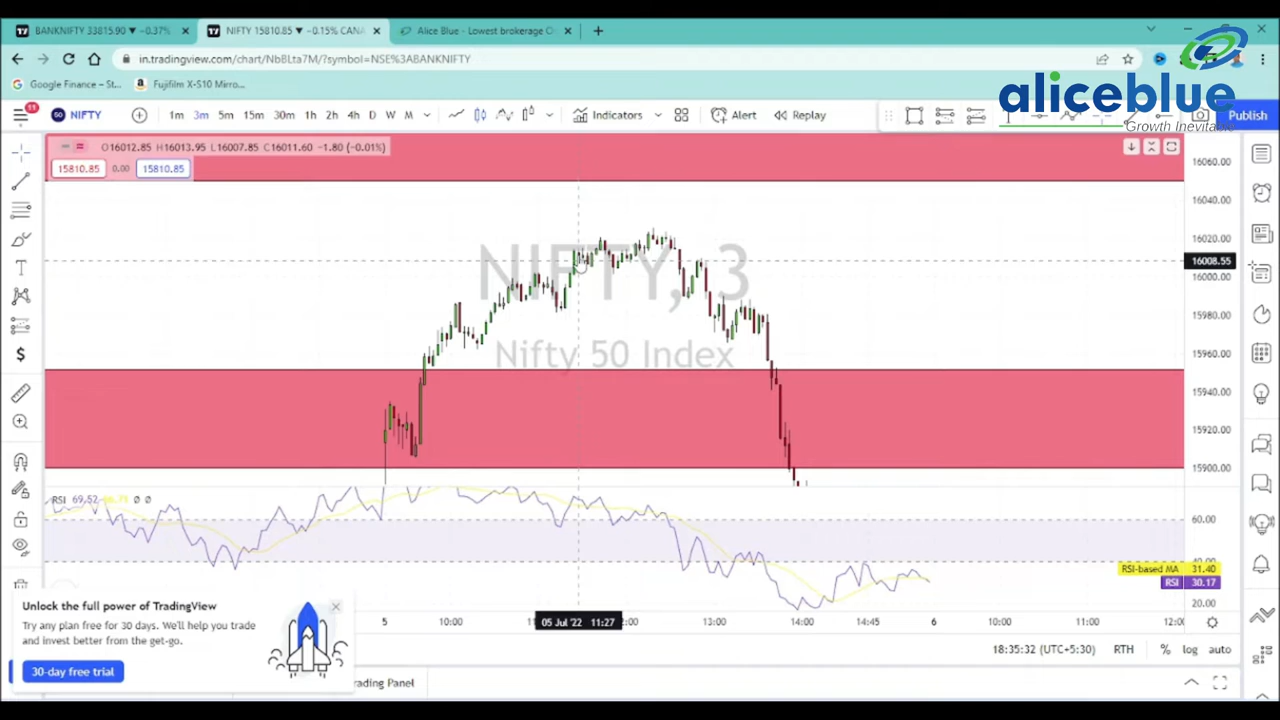 BANKNIFTY 33815.90 ▼ −0.37%
NIFTY 15810.85 ▼ −0.15% CANA
Alice Blue - Lowest brokerage C
in.tradingview.com/chart/NbBLta7M/?symbol=NSE%3ABANKNIFTY
Google Finance – St...
Fujifilm X-S10 Mirro...
aliceblue
Growth Inevitable
11
NIFTY
1m 3m 5m 15m 30m 1h 2h 4h D W M
Indicators
Alert
Replay
Publish
O16012.85 H16013.95 L16007.85 C16011.60 −1.80 (−0.01%)
15810.85 0.00 15810.85
NIFTY, 3
Nifty 50 Index
16060.00
16040.00
16020.00
16008.55
16000.00
15980.00
15960.00
15940.00
15920.00
15900.00
RSI 69.52
60.00
40.00
RSI-based MA 31.40
RSI 30.17
20.00
5 10:00 05 Jul '22 11:27 13:00 14:00 14:45 6 10:00 11:00
Unlock the full power of TradingView
Try any plan free for 30 days. We'll help you trade
and invest better from the get-go.
30-day free trial
18:35:32 (UTC+5:30) RTH % log auto
rading Panel